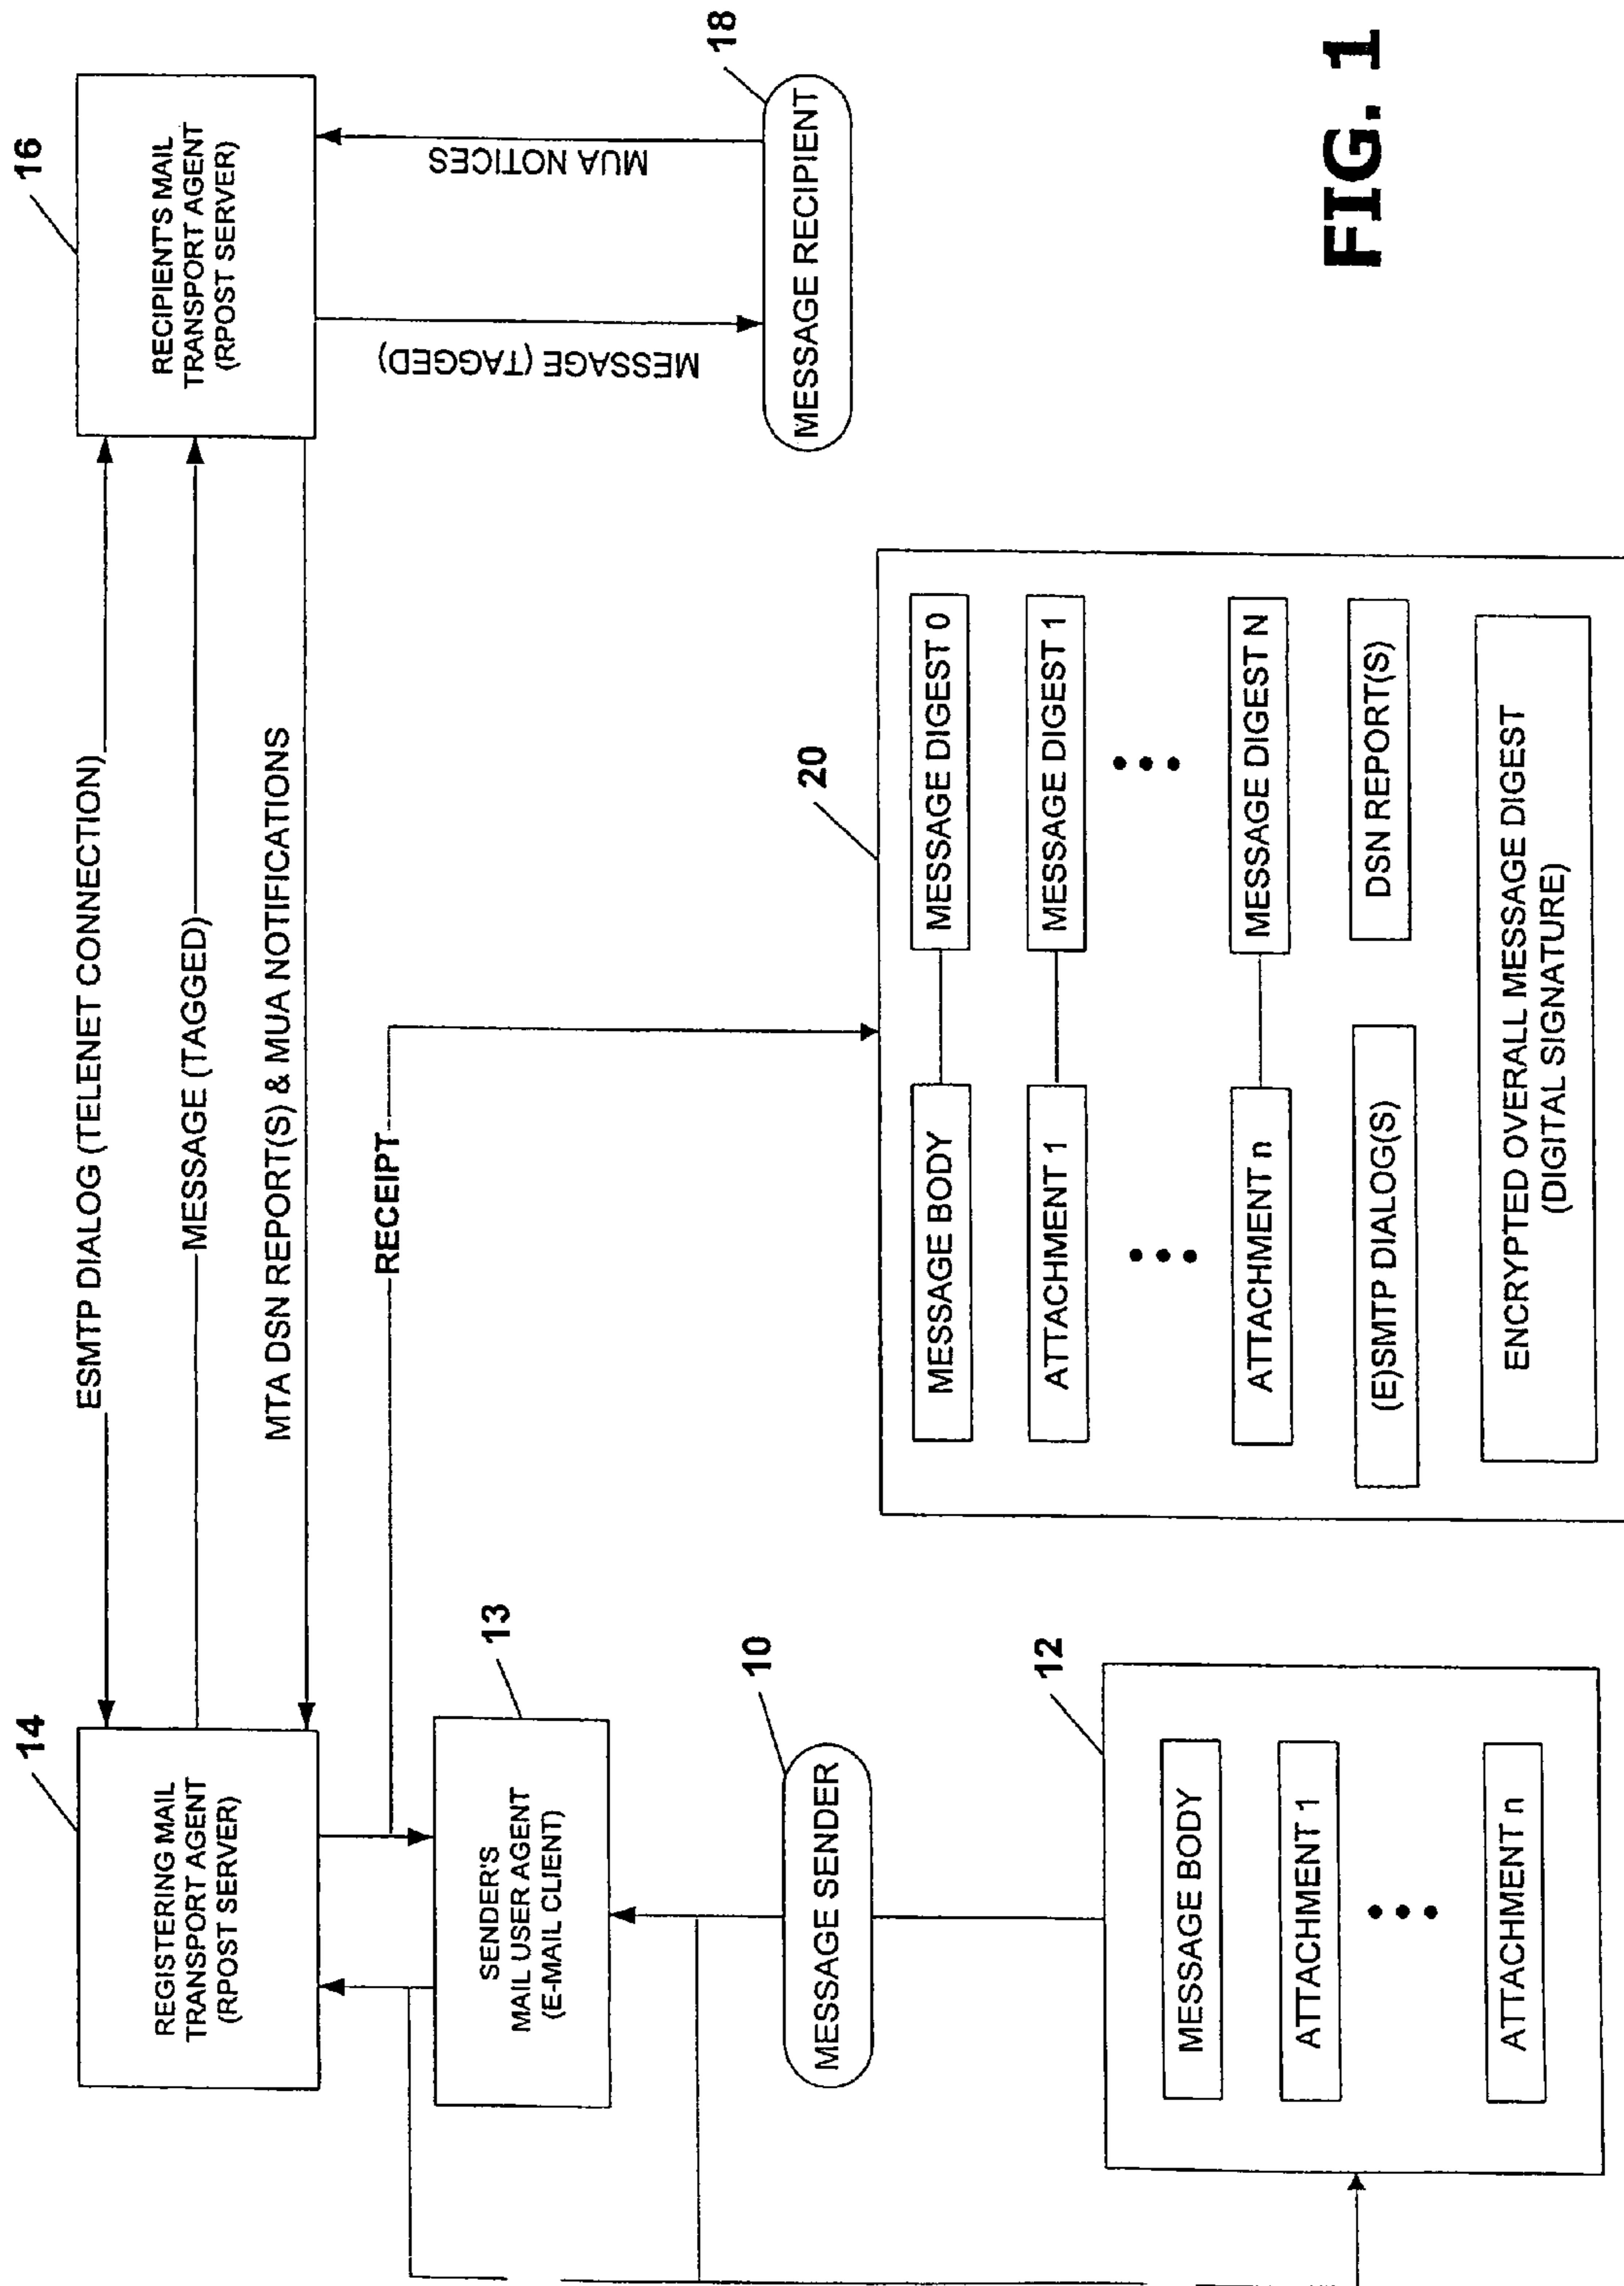 14
REGISTERING MAIL
TRANSPORT AGENT
(RPOST SERVER)
ESMTP DIALOG (TELENET CONNECTION)
MESSAGE (TAGGED)
MTA DSN REPORT(S) & MUA NOTIFICATIONS
16
RECIPIENT'S MAIL
TRANSPORT AGENT
(RPOST SERVER)
RECEIPT
13
SENDER'S
MAIL USER AGENT
(E-MAIL CLIENT)
MESSAGE (TAGGED)
MUA NOTICES
10
MESSAGE SENDER
18
MESSAGE RECIPIENT
12
MESSAGE BODY
ATTACHMENT 1
ATTACHMENT n
20
MESSAGE BODY
MESSAGE DIGEST 0
ATTACHMENT 1
MESSAGE DIGEST 1
ATTACHMENT n
MESSAGE DIGEST N
(E)SMTP DIALOG(S)
DSN REPORT(S)
ENCRYPTED OVERALL MESSAGE DIGEST
(DIGITAL SIGNATURE)
FIG. 1